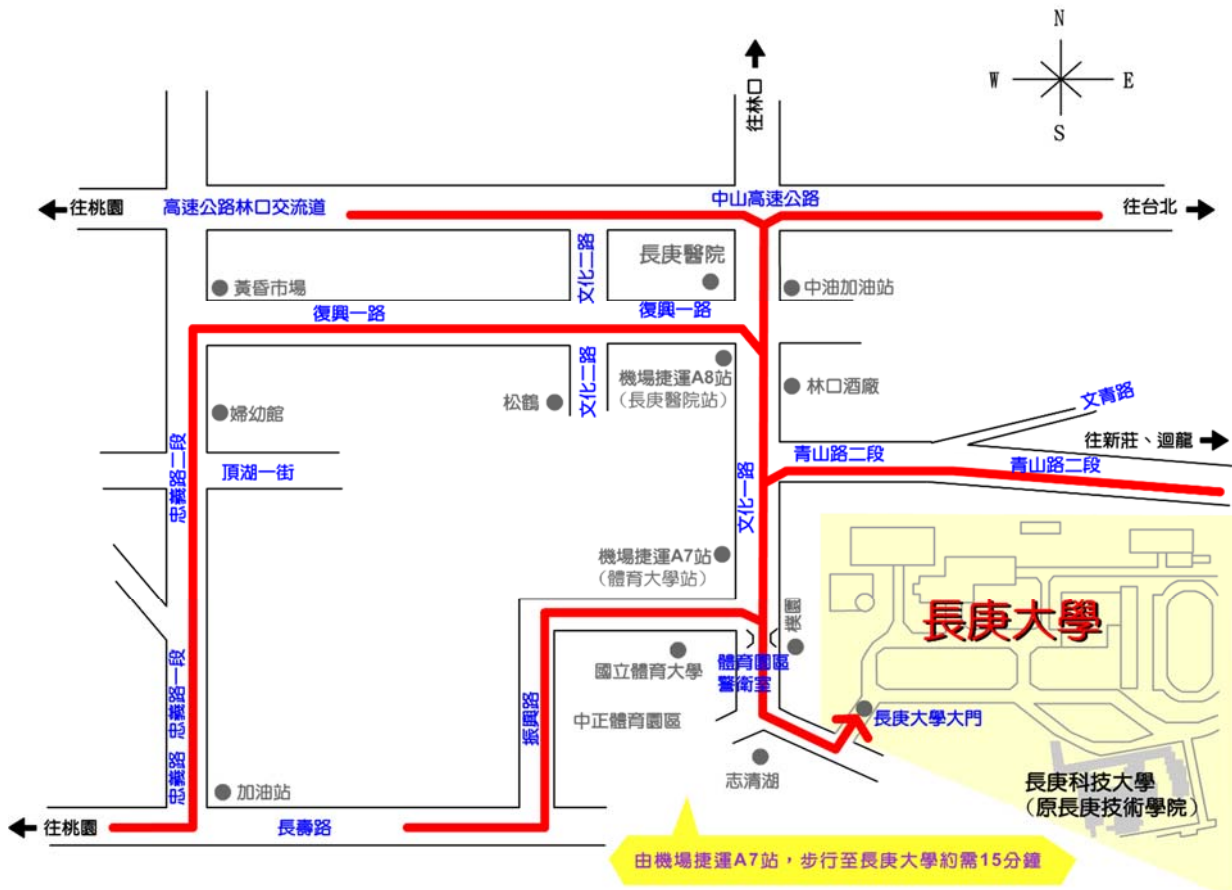 N
W
E
S
往林口
往桃園
高速公路林口交流道
中山高速公路
往台北
文化二路
長庚醫院
黃昏市場
中油加油站
復興一路
復興一路
文化二路
機場捷運A8站
（長庚醫院站）
林口酒廠
松鶴
婦幼館
文青路
往新莊、迴龍
青山路二段
青山路二段
忠義路二段
頂湖一街
文化一路
機場捷運A7站
（體育大學站）
長庚大學
樸園
體育園區
警衛室
國立體育大學
忠義路一段
振興路
中正體育園區
長庚大學大門
忠義路
志清湖
加油站
長庚科技大學
（原長庚技術學院）
往桃園
長壽路
由機場捷運A7站，步行至長庚大學約需15分鐘